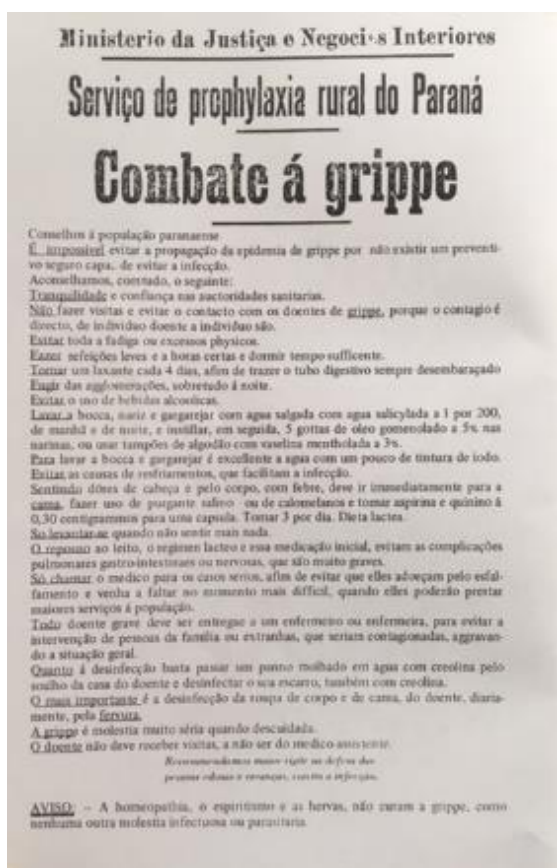 Ministerio da Justiça e Negoci·s Interiores
Serviço de prophylaxia rural do Paraná
Combate á grippe
Conselhos á população paranaense
É impossivel evitar a propagação da epidemia de grippe por não existir um preventi-
vo seguro capa, de evitar a infecção.
Aconselhamos, comtudo, o seguinte:
Tranquilidade e confiança nas auctoridades sanitarias.
Não fazer visitas e evitar o contacto com os doentes de grippe, porque o contagio é
directo, de individuo doente a individuo são.
Evitar toda a fadiga ou excessos physicos.
Fazer refeições leves e a horas certas e dormir tempo sufficente.
Tomar um laxante cada 4 dias, afim de trazer o tubo digestivo sempre desembaraçado
Fugir das agglomerações, sobretudo á noite.
Evitar o uso de bebidas alcoolicas.
Lavar a bocca, nariz e gargarejar com agua salgada com agua salicylada a 1 por 200,
de manhã e de noite, e instillar, em seguida, 5 gottas de oleo gomenolado a 5% nas
narinas, ou usar tampões de algodão com vaselina mentholada a 3%.
Para lavar a bocca e gargarejar é excellente a agua com um pouco de tintura de iodo.
Evitar as causas de resfriamentos, que facilitam a infecção.
Sentindo dôres de cabeça e pelo corpo, com febre, deve ir immediatamente para a
cama, fazer uso de purgante salino ou de calomelanos e tomar aspirina e quinino á
0,30 centigrammos para uma capsula. Tomar 3 por dia. Dieta lactea.
So levantar-se quando não sentir mais nada.
O repouso ao leito, o regimen lacteo e essa medicação inicial, evitam as complicações
pulmonares gastro-intestinaes ou nervosas, que são muito graves.
Só chamar o medico para os casos serios, afim de evitar que elles adoeçam pelo esfal-
famento e venha a faltar no momento mais difficil, quando elles poderão prestar
maiores serviços á população.
Todo doente grave deve ser entregue a um enfermeiro ou enfermeira, para evitar a
intervenção de pessoas da familia ou extranhas, que seriam contagionadas, aggravan-
do a situação geral.
Quanto á desinfecção basta passar um panno molhado em agua com creolina pelo
soalho da casa do doente e desinfectar o seu escarro, tambem com creolina.
O mais importante é a desinfecção da roupa de corpo e de cama, do doente, diaria-
mente, pela fervura.
A grippe é molestia muito séria quando descuidada.
O doente não deve receber visitas, a não ser do medico assistente.
Recommendamos maior rigor na defesa das
pessoas edosas e creanças, contra a infecção.
AVISO: – A homeopathia, o espiritismo e as hervas, não curam a grippe, como
nenhuma outra molestia infectuosa ou parasitaria.